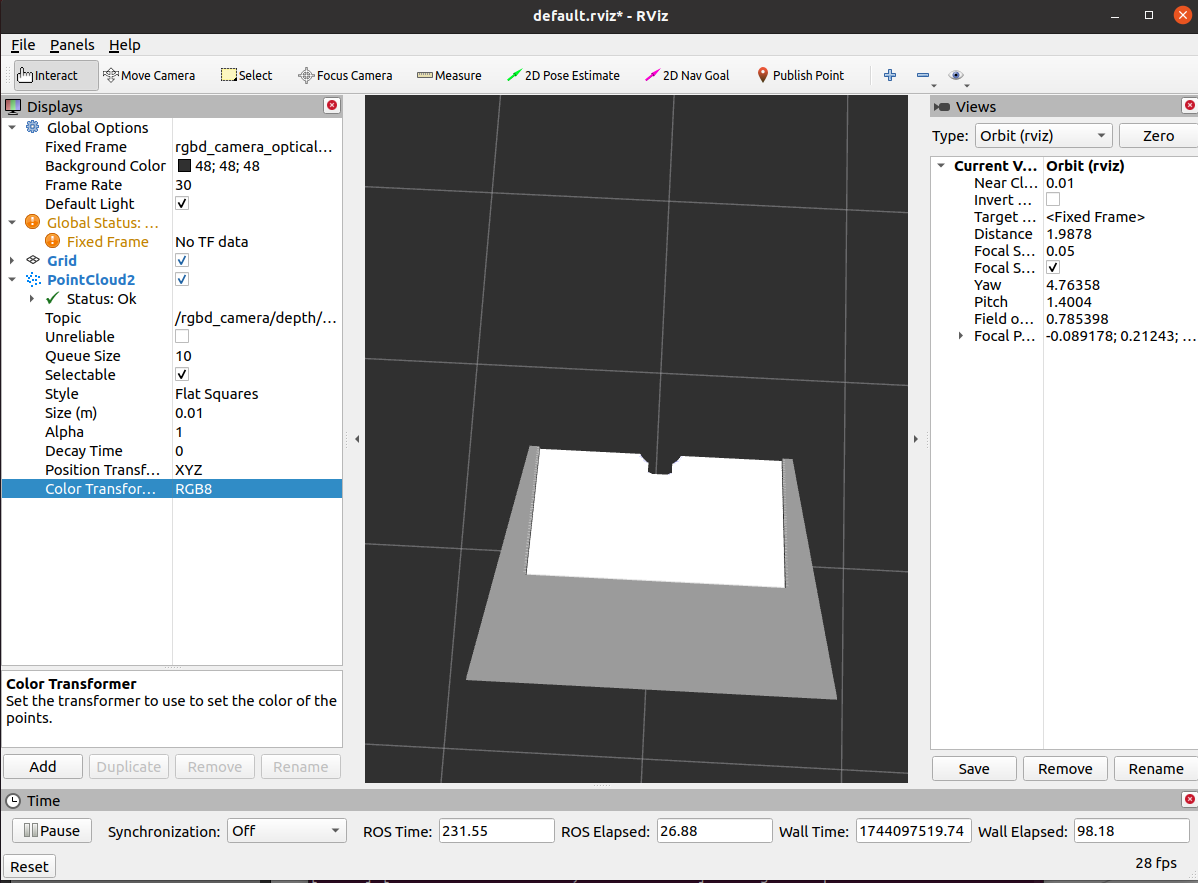 default.rviz* - RViz
File Panels Help
Interact Move Camera Select Focus Camera Measure 2D Pose Estimate 2D Nav Goal Publish Point
Displays
Global Options
Fixed Frame rgbd_camera_optical...
Background Color 48; 48; 48
Frame Rate 30
Default Light
Global Status: ...
Fixed Frame No TF data
Grid
PointCloud2
Status: Ok
Topic /rgbd_camera/depth/...
Unreliable
Queue Size 10
Selectable
Style Flat Squares
Size (m) 0.01
Alpha 1
Decay Time 0
Position Transf... XYZ
Color Transfor... RGB8
Color Transformer
Set the transformer to use to set the color of the
points.
Add Duplicate Remove Rename
Views
Type: Orbit (rviz) Zero
Current V... Orbit (rviz)
Near Cl... 0.01
Invert ...
Target ... <Fixed Frame>
Distance 1.9878
Focal S... 0.05
Focal S...
Yaw 4.76358
Pitch 1.4004
Field o... 0.785398
Focal P... -0.089178; 0.21243; ...
Save Remove Rename
Time
Pause Synchronization: Off ROS Time: 231.55 ROS Elapsed: 26.88 Wall Time: 1744097519.74 Wall Elapsed: 98.18
Reset 28 fps